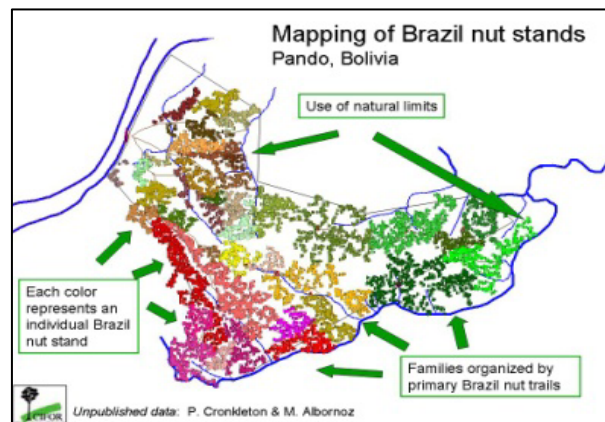 Mapping of Brazil nut stands
Pando, Bolivia
Use of natural limits
Each color
represents an
individual Brazil
nut stand
Families organized by
primary Brazil nut trails
CIFOR
Unpublished data: P. Cronkleton & M. Albornoz